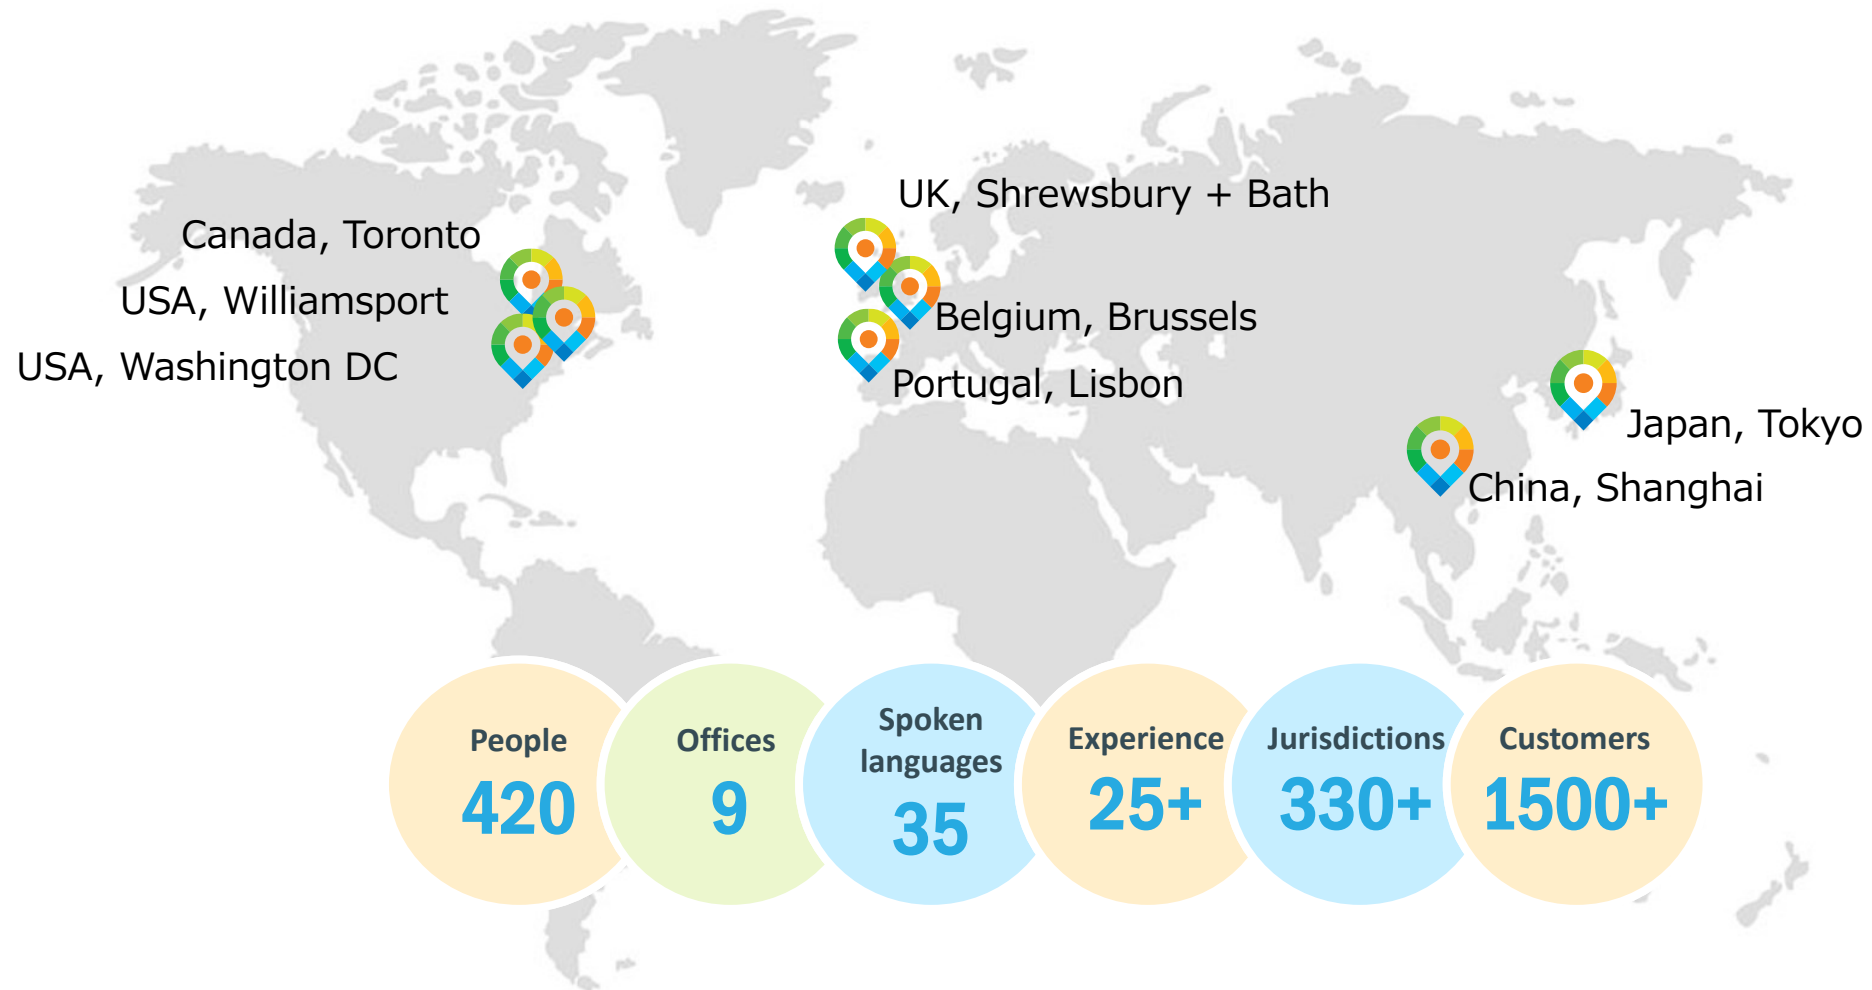 UK, Shrewsbury + Bath
Canada, Toronto
USA, Williamsport
Belgium, Brussels
USA, Washington DC
Portugal, Lisbon
Japan, Tokyo
China, Shanghai
People
420
Offices
9
Spoken
languages
35
Experience
25+
Jurisdictions
330+
Customers
1500+